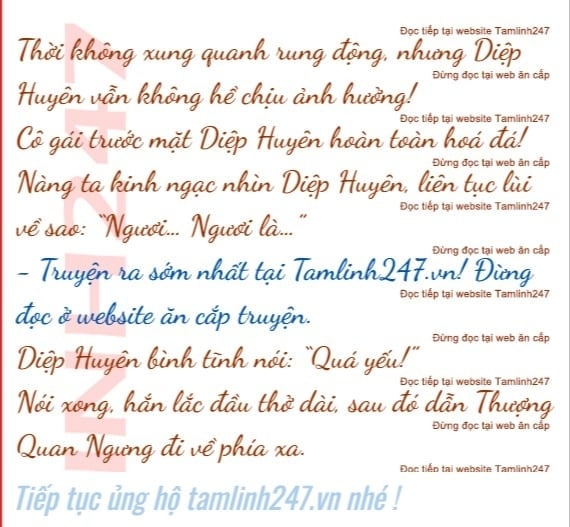 Đọc tiếp tại website Tamlinh247
Thời không xung quanh rung động, nhưng Diệp
Đừng đọc tại web ăn cắp
Huyên vẫn không hề chịu ảnh hưởng!
Đọc tiếp tại website Tamlinh247
Cô gái trước mặt Diệp Huyên hoàn toàn hoá đá!
Đừng đọc tại web ăn cắp
Nàng ta kinh ngạc nhìn Diệp Huyên, liên tục lùi
Đọc tiếp tại website Tamlinh247
về sao: “Ngươi... Ngươi là...”
Đừng đọc tại web ăn cắp
- Truyện ra sớm nhất tại Tamlinh247.vn! Đừng
Đọc tiếp tại website Tamlinh247
đọc ở website ăn cắp truyện.
Đừng đọc tại web ăn cắp
Diệp Huyên bình tĩnh nói: “Quá yếu!”
Đọc tiếp tại website Tamlinh247
Nói xong, hắn lắc đầu thở dài, sau đó dẫn Thượng
Đừng đọc tại web ăn cắp
Quan Ngưng đi về phía xa.
Đọc tiếp tại website Tamlinh247
Tiếp tục ủng hộ tamlinh247.vn nhé !
INH247